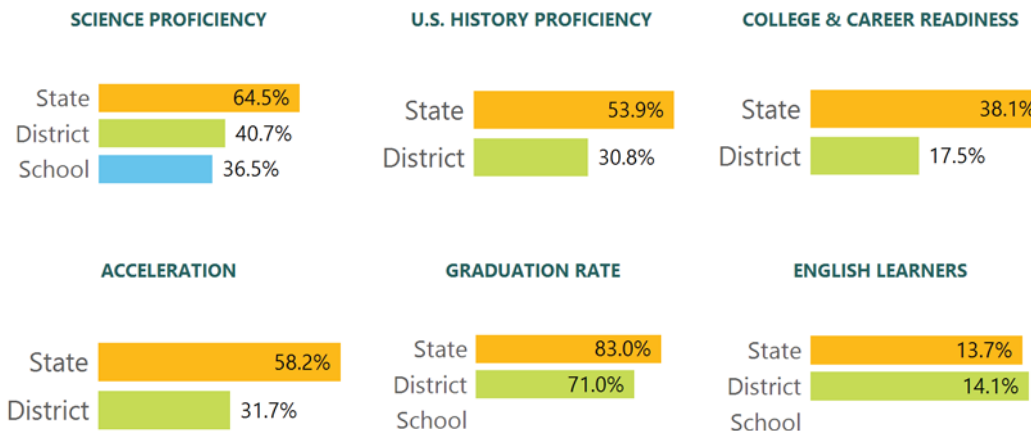 SCIENCE PROFICIENCY
State 64.5%
District 40.7%
School 36.5%
U.S. HISTORY PROFICIENCY
State 53.9%
District 30.8%
COLLEGE & CAREER READINESS
State 38.1%
District 17.5%
ACCELERATION
State 58.2%
District 31.7%
GRADUATION RATE
State 83.0%
District 71.0%
School
ENGLISH LEARNERS
State 13.7%
District 14.1%
School